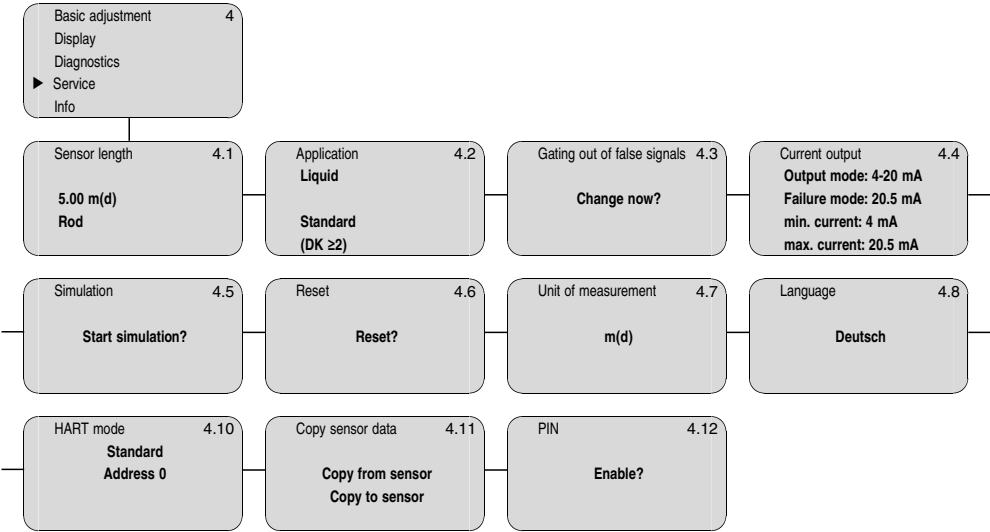 Basic adjustment 4
Display
Diagnostics
▶ Service
Info
Sensor length 4.1
5.00 m(d)
Rod
Application 4.2
Liquid
Standard
(DK ≥2)
Gating out of false signals 4.3
Change now?
Current output 4.4
Output mode: 4-20 mA
Failure mode: 20.5 mA
min. current: 4 mA
max. current: 20.5 mA
Simulation 4.5
Start simulation?
Reset 4.6
Reset?
Unit of measurement 4.7
m(d)
Language 4.8
Deutsch
HART mode 4.10
Standard
Address 0
Copy sensor data 4.11
Copy from sensor
Copy to sensor
PIN 4.12
Enable?